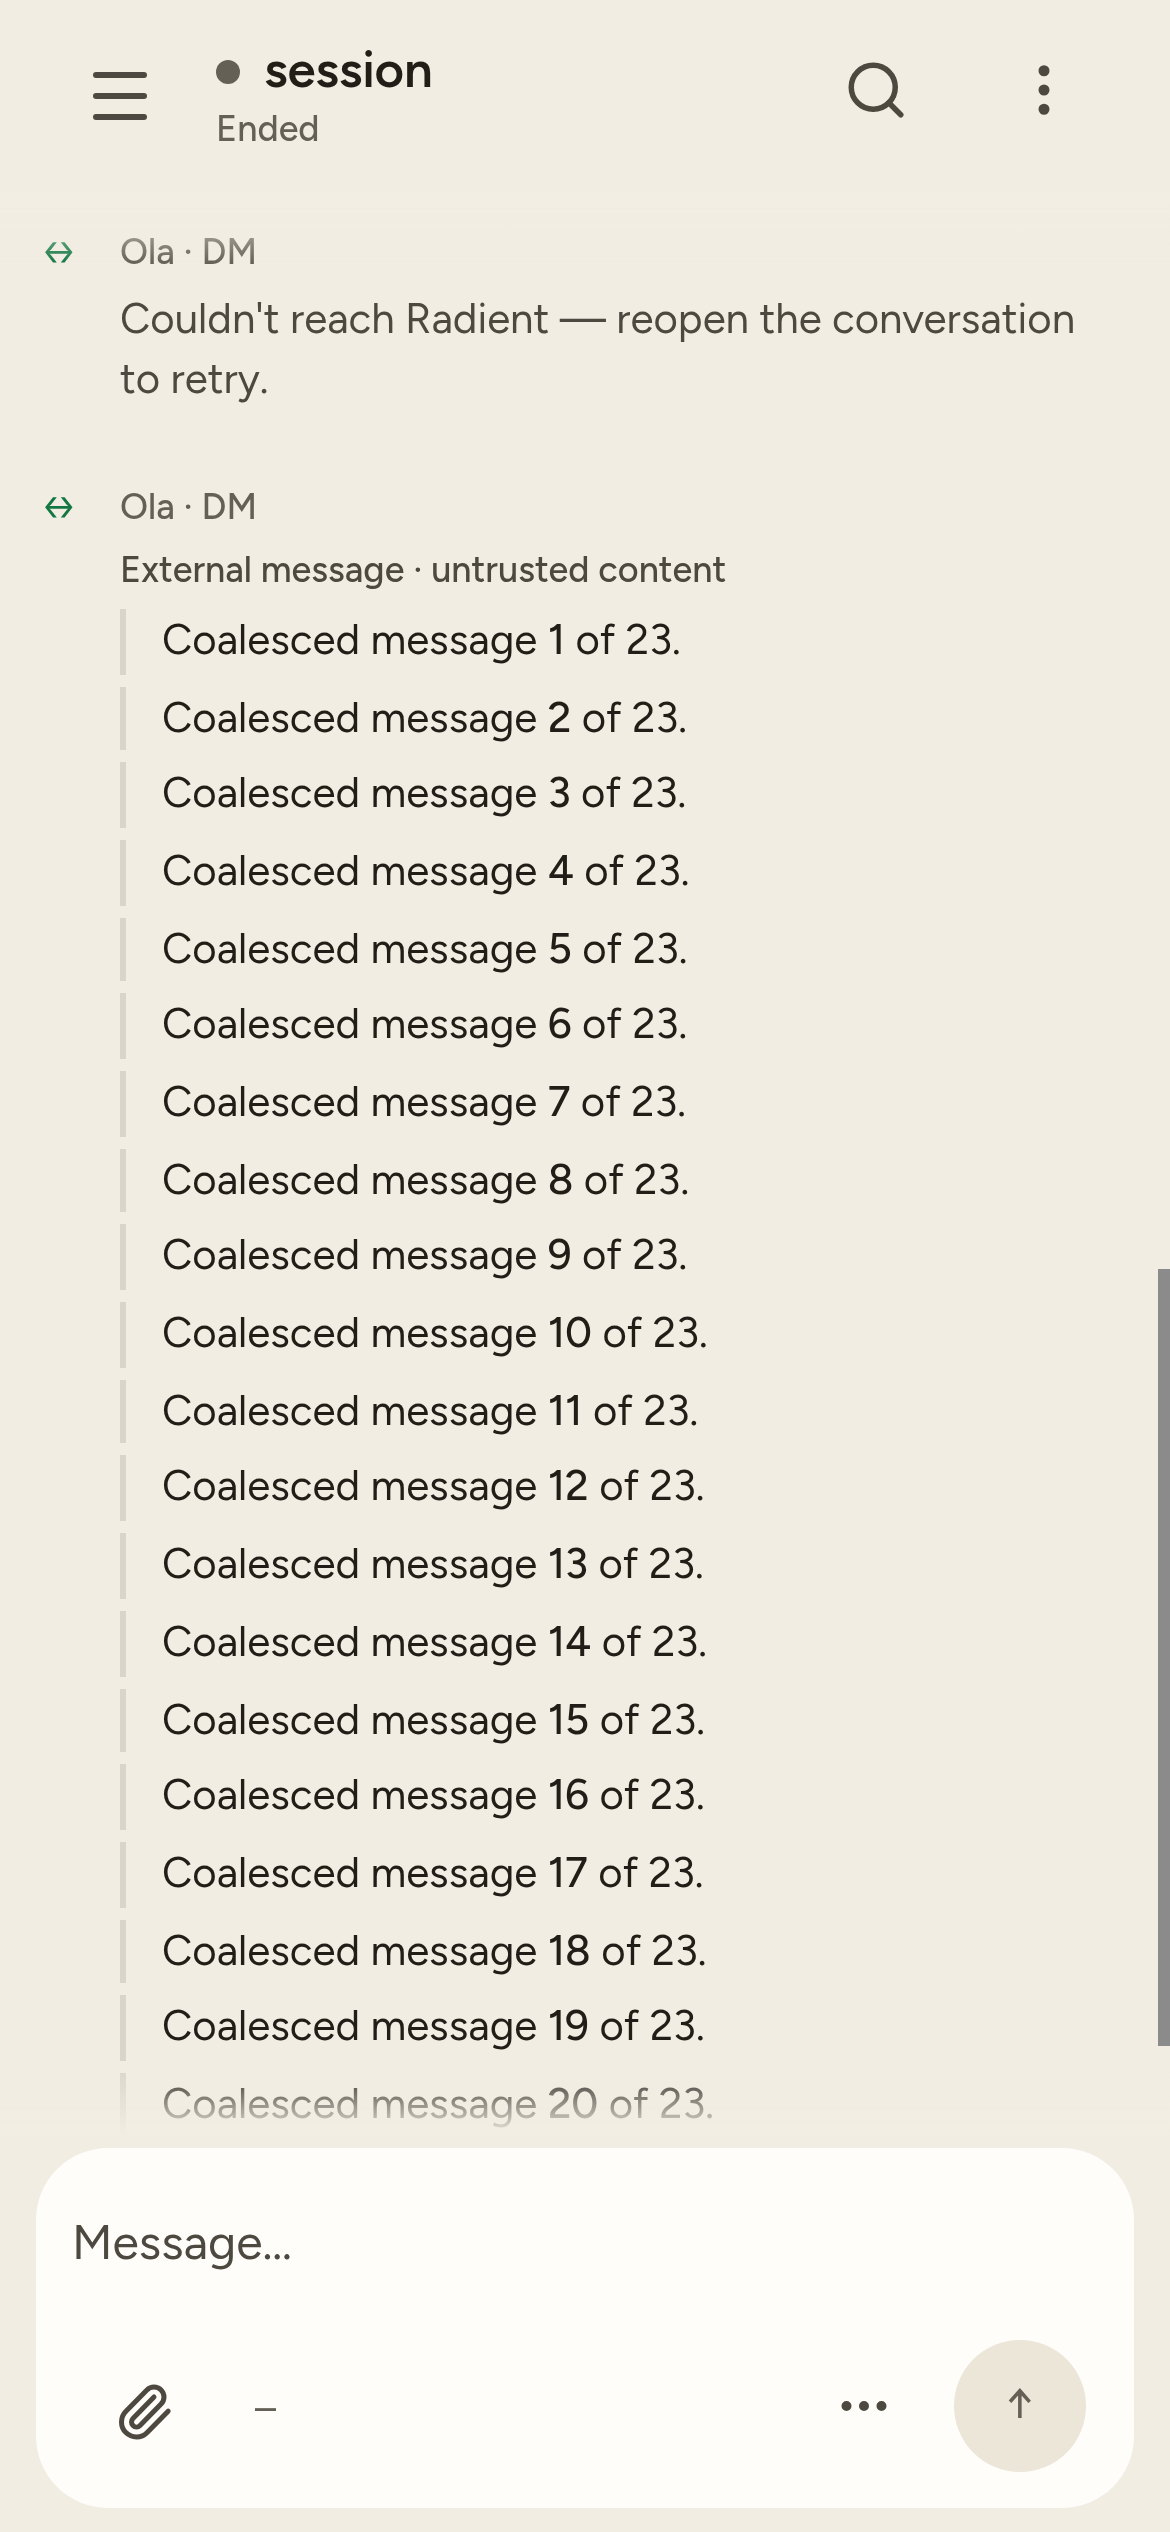 session
Ended
Ola · DM
Couldn't reach Radient — reopen the conversation
to retry.
Ola · DM
External message · untrusted content
Coalesced message 1 of 23.
Coalesced message 2 of 23.
Coalesced message 3 of 23.
Coalesced message 4 of 23.
Coalesced message 5 of 23.
Coalesced message 6 of 23.
Coalesced message 7 of 23.
Coalesced message 8 of 23.
Coalesced message 9 of 23.
Coalesced message 10 of 23.
Coalesced message 11 of 23.
Coalesced message 12 of 23.
Coalesced message 13 of 23.
Coalesced message 14 of 23.
Coalesced message 15 of 23.
Coalesced message 16 of 23.
Coalesced message 17 of 23.
Coalesced message 18 of 23.
Coalesced message 19 of 23.
Coalesced message 20 of 23.
Message...
–